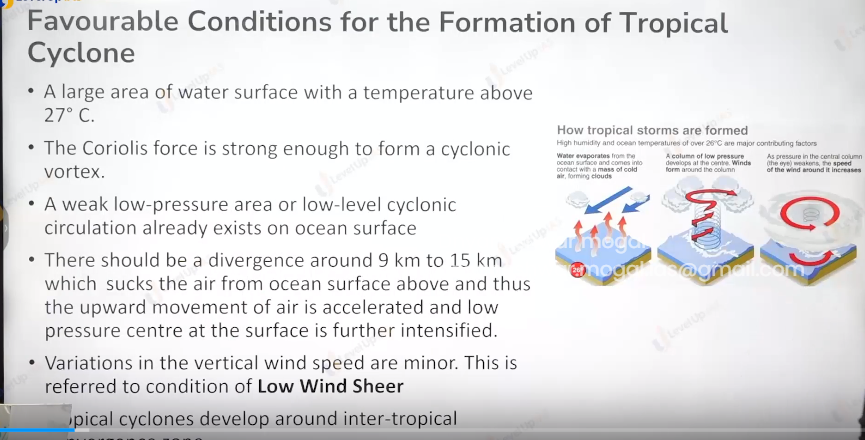 Favourable Conditions for the Formation of Tropical
Cyclone
• A large area of water surface with a temperature above
27° C.
• The Coriolis force is strong enough to form a cyclonic
vortex.
• A weak low-pressure area or low-level cyclonic
circulation already exists on ocean surface
• There should be a divergence around 9 km to 15 km
which sucks the air from ocean surface above and thus
the upward movement of air is accelerated and low
pressure centre at the surface is further intensified.
• Variations in the vertical wind speed are minor. This is
referred to condition of Low Wind Sheer
cyclones develop around inter-tropical
How tropical storms are formed
High humidity and ocean temperatures of over 26°C are major contributing factors
Water evaporates from the
ocean surface and comes into
contact with a mass of cold
air, forming clouds
A column of low pressure
develops at the centre. Winds
form around the column
As pressure in the central column
(the eye) weakens, the speed
of the wind around it increases
@gmail.com
LevelUp